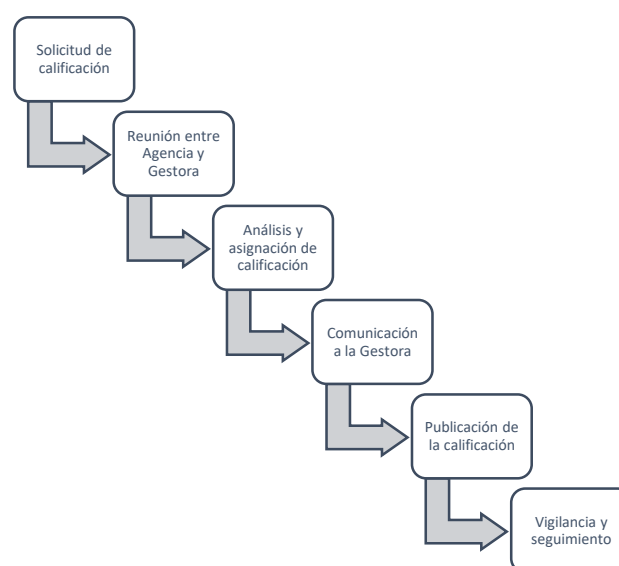 Solicitud de
calificación
Reunión entre
Agencia y
Gestora
Análisis y
asignación de
calificación
Comunicación
a la Gestora
Publicación de
la calificación
Vigilancia y
seguimiento